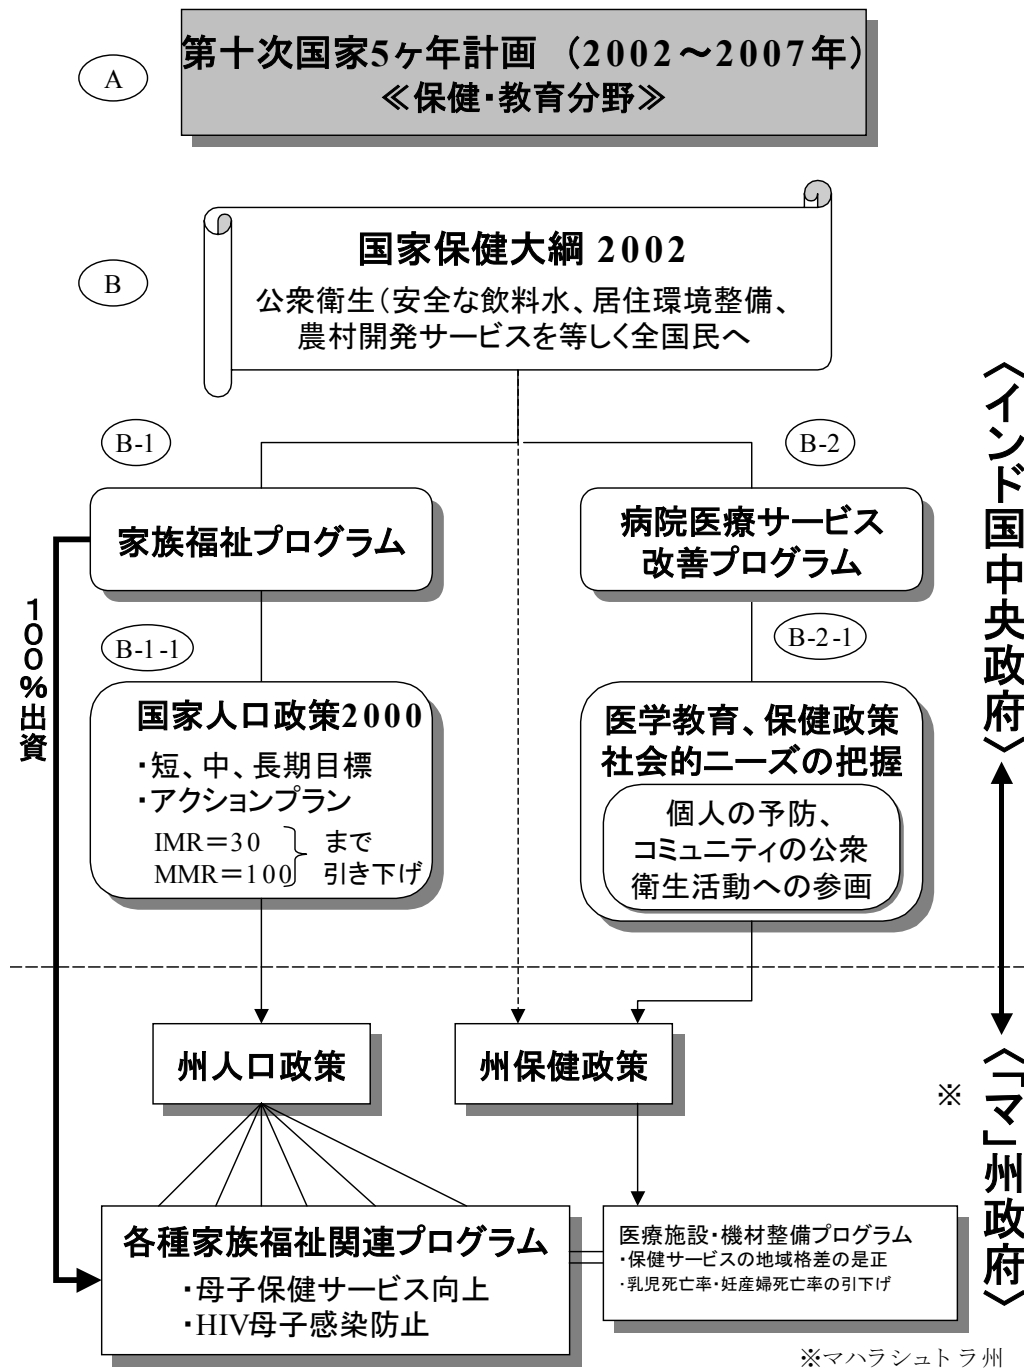 A
第十次国家5ヶ年計画 (2002～2007年)
≪保健・教育分野≫
B
国家保健大綱 2002
公衆衛生(安全な飲料水、居住環境整備、
農村開発サービスを等しく全国民へ
B-1
B-2
家族福祉プログラム
病院医療サービス
改善プログラム
100%出資
B-1-1
B-2-1
国家人口政策2000
・短、中、長期目標
・アクションプラン
IMR＝30
MMR＝100
まで
引き下げ
医学教育、保健政策
社会的ニーズの把握
個人の予防、
コミュニティの公衆
衛生活動への参画
〈インド国中央政府〉
州人口政策
州保健政策
※
〈「マ」州政府〉
各種家族福祉関連プログラム
・母子保健サービス向上
・HIV母子感染防止
医療施設・機材整備プログラム
・保健サービスの地域格差の是正
・乳児死亡率・妊産婦死亡率の引下げ
※マハラシュトラ州